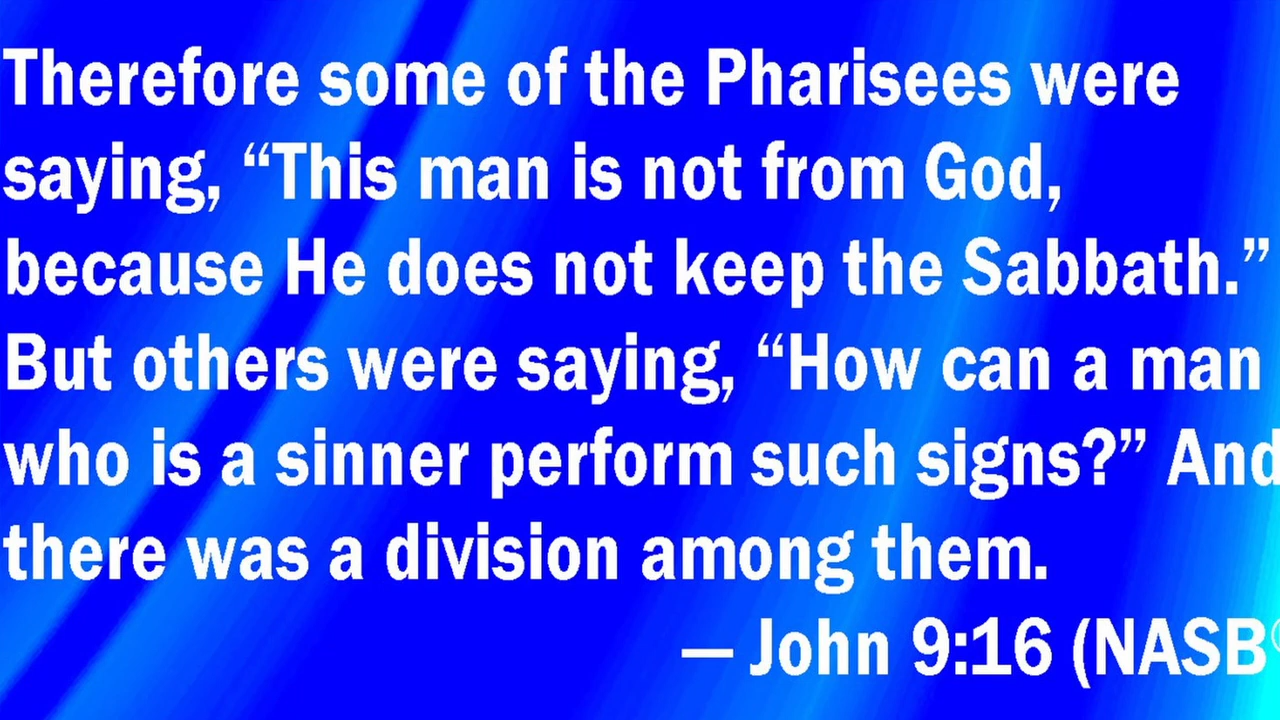 Therefore some of the Pharisees were
saying, “This man is not from God,
because He does not keep the Sabbath.”
But others were saying, “How can a man
who is a sinner perform such signs?” And
there was a division among them.
— John 9:16 (NASB©